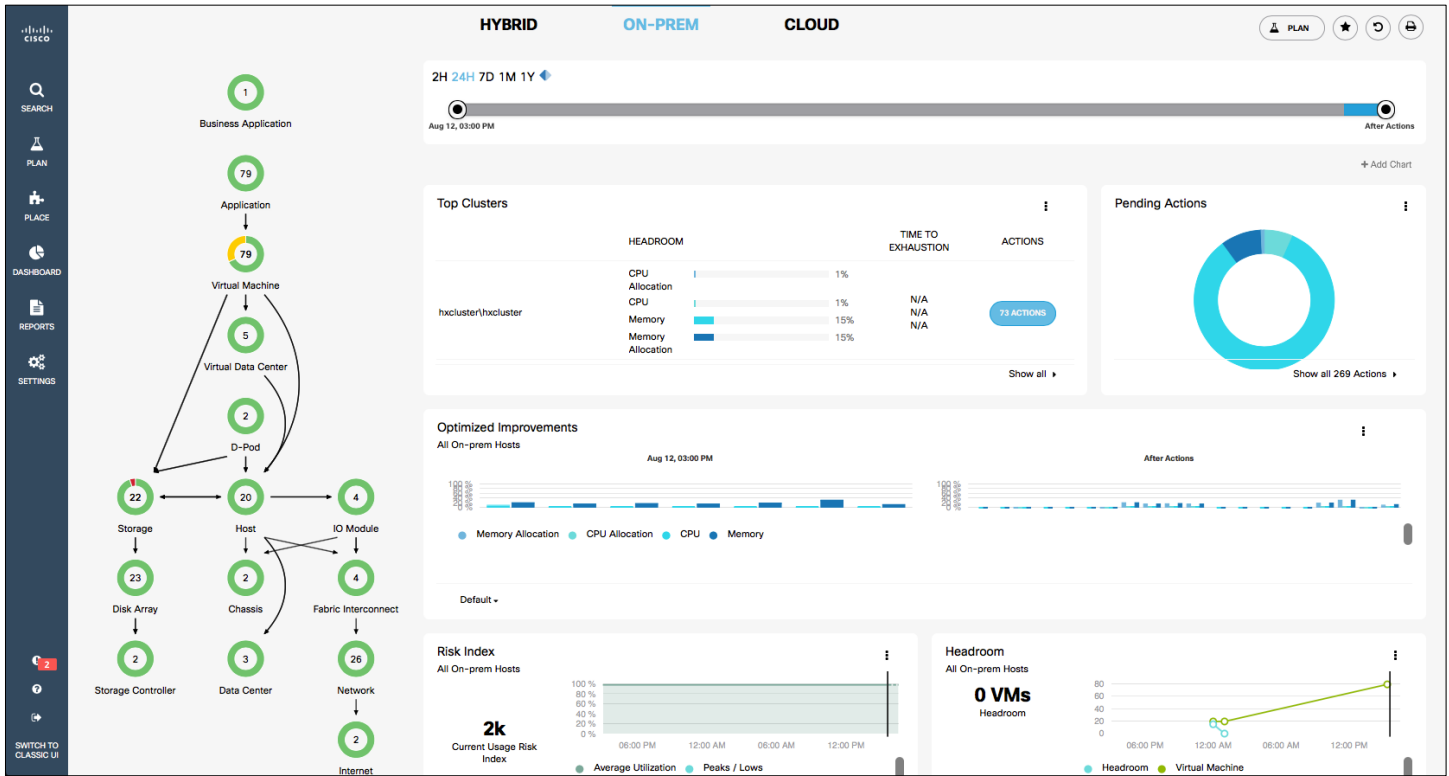 CISCO
SEARCH
PLAN
PLACE
DASHBOARD
REPORTS
SETTINGS
2
SWITCH TO
CLASSIC UI
HYBRID
ON-PREM
CLOUD
PLAN
1
Business Application
79
Application
79
Virtual Machine
5
Virtual Data Center
2
D-Pod
22
20
4
Storage
Host
IO Module
23
2
4
Disk Array
Chassis
Fabric Interconnect
2
3
26
Storage Controller
Data Center
Network
2
Internet
2H 24H 7D 1M 1Y
Aug 12, 03:00 PM
After Actions
+ Add Chart
Top Clusters
HEADROOM
TIME TO
EXHAUSTION
ACTIONS
hxcluster\hxcluster
CPU
Allocation
1%
CPU
1%
Memory
15%
Memory
Allocation
15%
N/A
N/A
N/A
73 ACTIONS
Show all
Pending Actions
Show all 269 Actions
Optimized Improvements
All On-prem Hosts
Aug 12, 03:00 PM
After Actions
100 %
0 %
100 %
0 %
Memory Allocation
CPU Allocation
CPU
Memory
Default
Risk Index
All On-prem Hosts
2k
Current Usage Risk
Index
100 %
80 %
60 %
40 %
20 %
0 %
06:00 PM
12:00 AM
06:00 AM
12:00 PM
Average Utilization
Peaks / Lows
Headroom
All On-prem Hosts
0 VMs
Headroom
80
60
40
20
0
06:00 PM
12:00 AM
06:00 AM
12:00 PM
Headroom
Virtual Machine